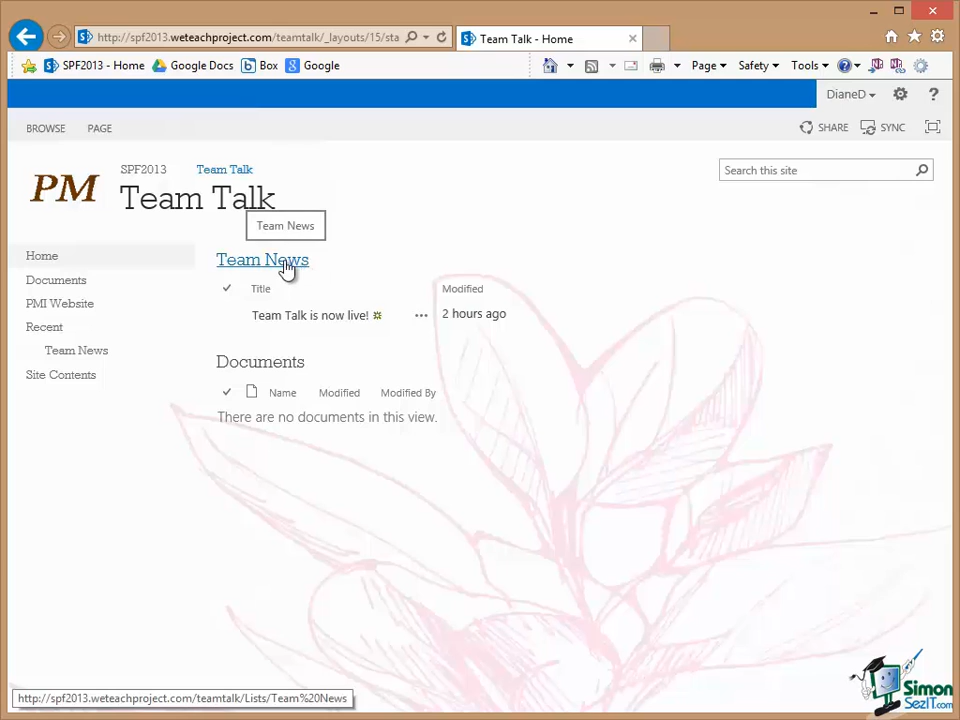 http://spf2013.weteachproject.com/teamtalk/_layouts/15/sta
Team Talk - Home
SPF2013 - Home
Google Docs
Box
Google
Page
Safety
Tools
DianeD
?
BROWSE
PAGE
SHARE
SYNC
PM
SPF2013
Team Talk
Team Talk
Search this site
Team News
Home
Team News
Documents
Title
Modified
PMI Website
Team Talk is now live!
...
2 hours ago
Recent
Team News
Documents
Site Contents
Name
Modified
Modified By
There are no documents in this view.
Simon
SezIT.com
http://spf2013.weteachproject.com/teamtalk/Lists/Team%20News